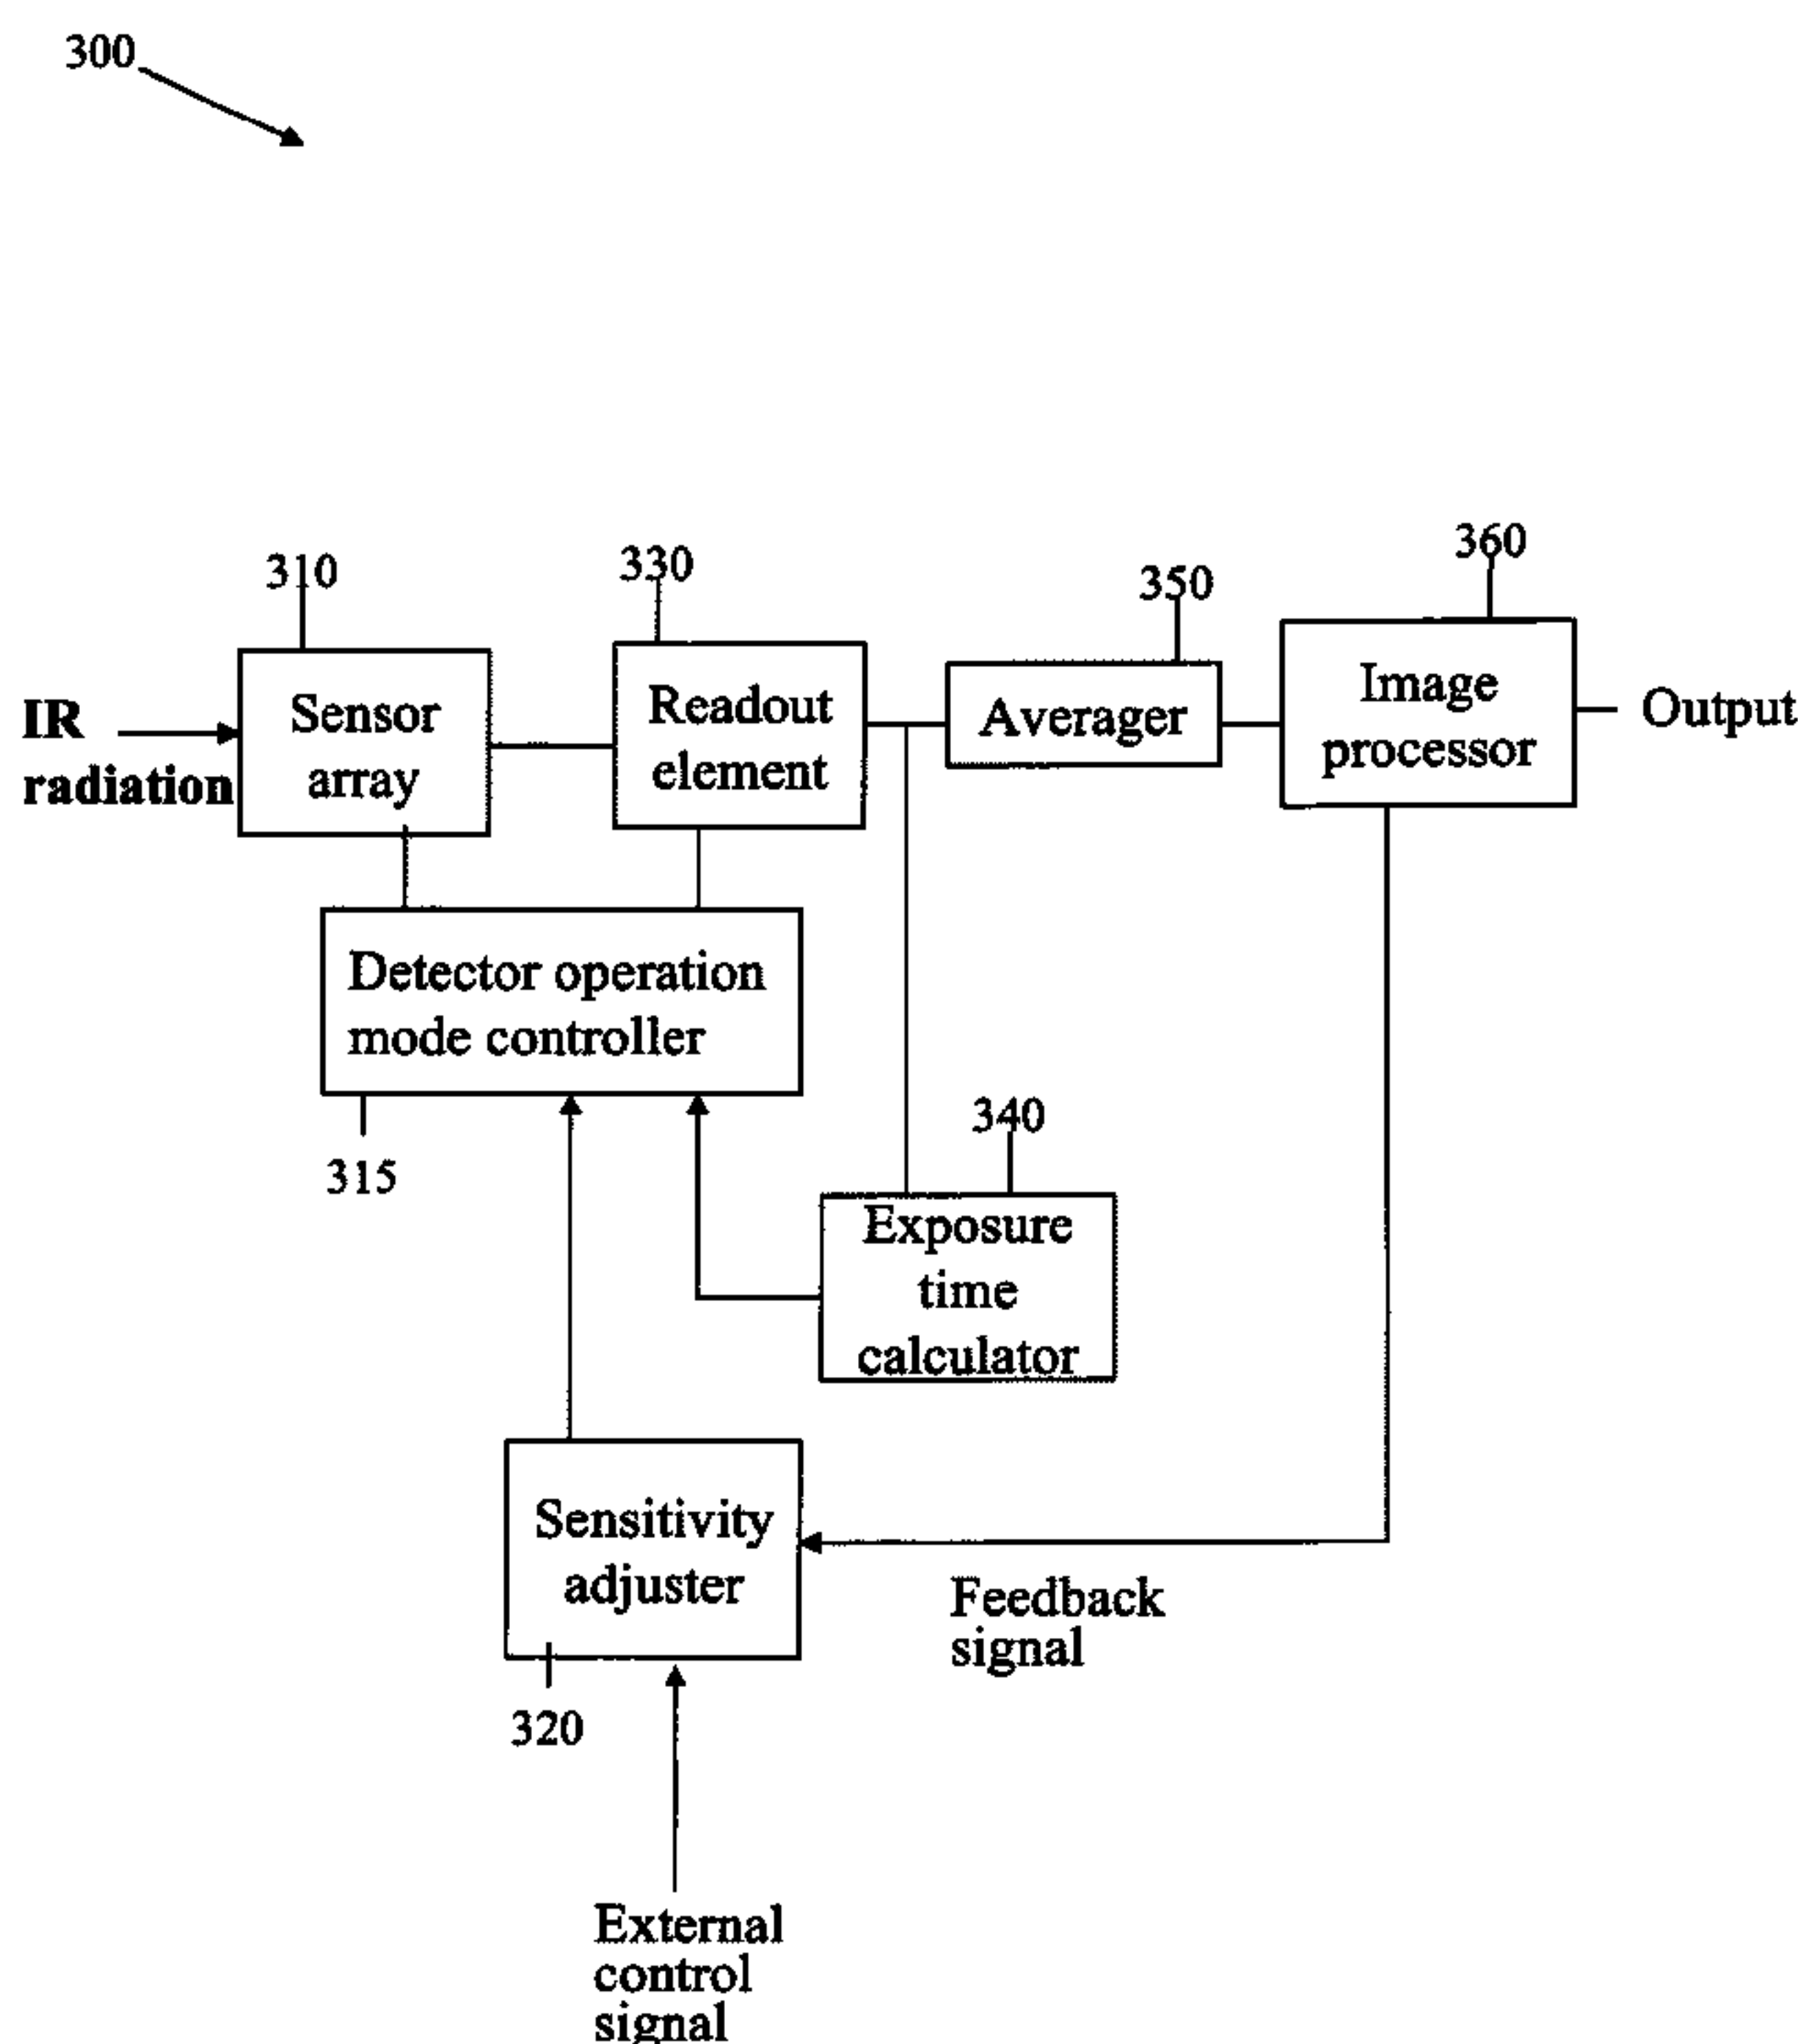 300
310
330
350
360
IR
radiation
Sensor
array
Readout
element
Averager
Image
processor
Output
Detector operation
mode controller
315
340
Exposure
time
calculator
Sensitivity
adjuster
320
Feedback
signal
External
control
signal